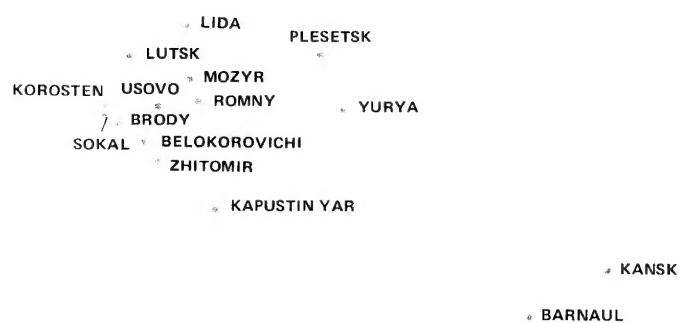 LIDA
PLESETSK
LUTSK
MOZYR
KOROSTEN
USOVO
ROMNY
YURYA
BRODY
SOKAL
BELOKOROVICHI
ZHITOMIR
KAPUSTIN YAR
KANSK
BARNAUL